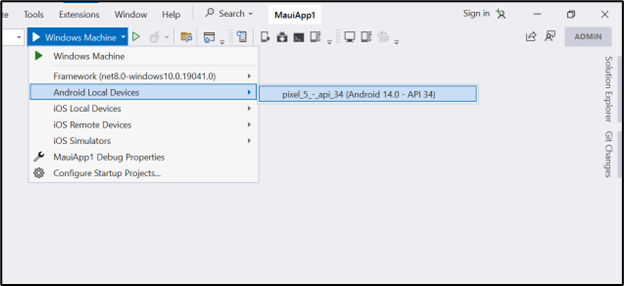 ze Tools Extensions Window Help Search MauiApp1 Sign in
Windows Machine ADMIN
Windows Machine
Framework (net8.0-windows10.0.19041.0)
Android Local Devices
pixel_5_-_api_34 (Android 14.0 - API 34)
iOS Local Devices
iOS Remote Devices
iOS Simulators
MauiApp1 Debug Properties
Configure Startup Projects...
Solution Explorer
Git Changes